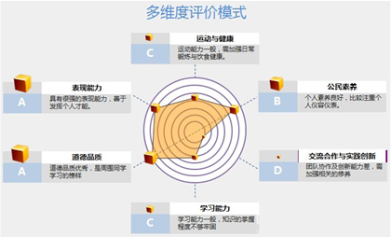 多维度评价模式
运动与健康
C
运动能力一般，需加强日常
锻炼与饮食健康。
表现能力
A
具有很强的表现能力，善于
发挥个人才能。
公民素养
B
个人素养良好，比较注重个
人仪容仪表。
道德品质
A
道德品质优秀，是周围同学
学习的榜样
交流合作与实践创新
D
团队协作及创新能力差，需
加强相关的修养
学习能力
C
学习能力一般，知识的掌握
程度不够牢固